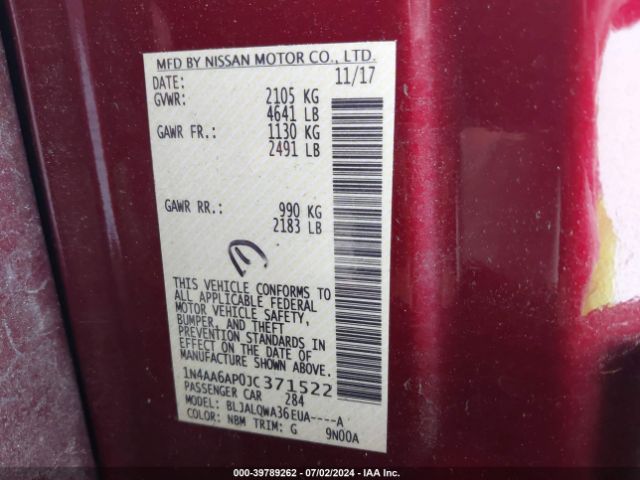 MFD BY NISSAN MOTOR CO., LTD.
DATE: 11/17
GVWR: 2105 KG
4641 LB
GAWR FR.: 1130 KG
2491 LB
GAWR RR.: 990 KG
2183 LB
THIS VEHICLE CONFORMS TO
ALL APPLICABLE FEDERAL
MOTOR VEHICLE SAFETY,
BUMPER, AND THEFT
PREVENTION STANDARDS IN
EFFECT ON THE DATE OF
MANUFACTURE SHOWN ABOVE.
1N4AA6AP0JC371522
PASSENGER CAR 284
MODEL: BLJALQWA36EUA----A
COLOR: NBM TRIM: G 9N00A
000-39789262 - 07/02/2024 - IAA Inc.